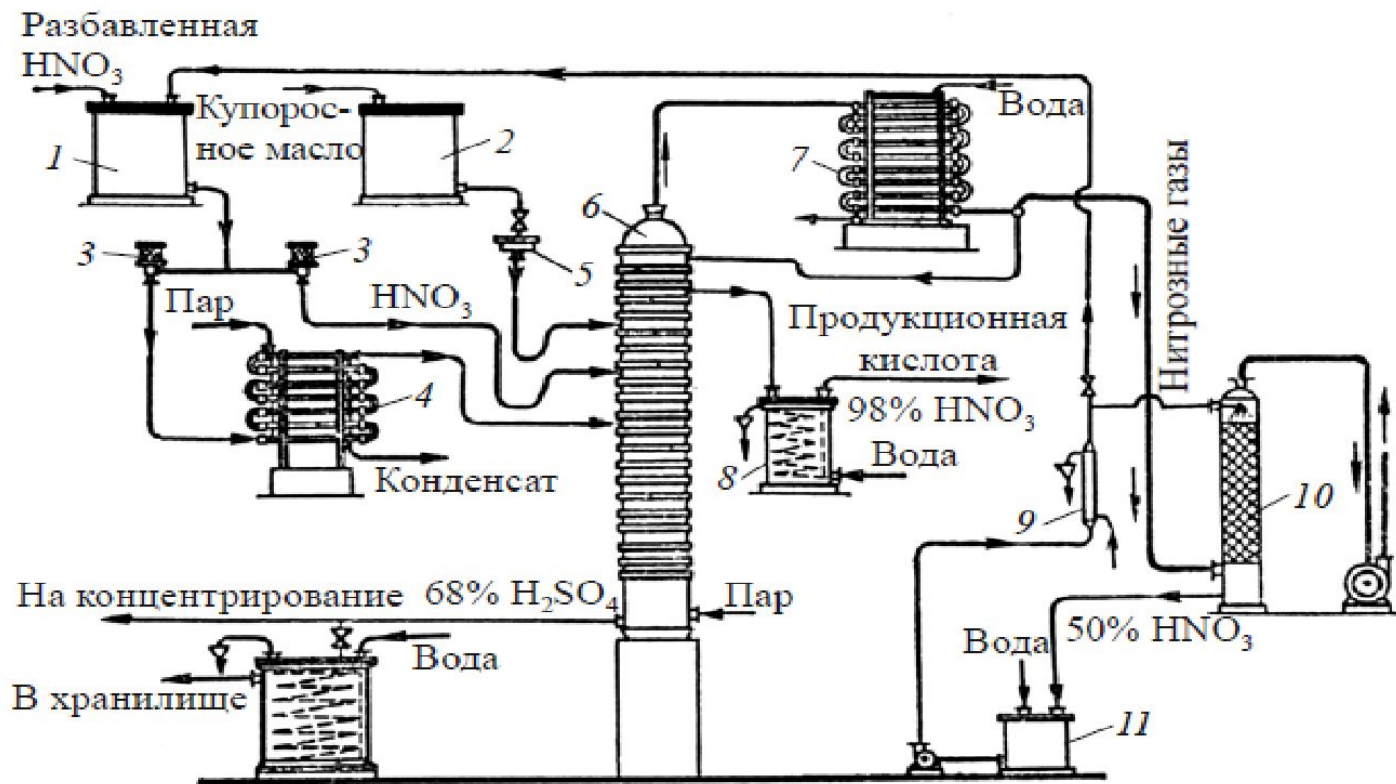 Разбавленная
HNO₃
Купорос-
ное масло
1
2
Вода
7
6
3
3
5
Нитрозные газы
Пар
HNO₃
Продукционная
кислота
4
98% HNO₃
Вода
8
Конденсат
9
10
На концентрирование
68% H₂SO₄
Пар
Вода
В хранилище
Вода
50% HNO₃
11